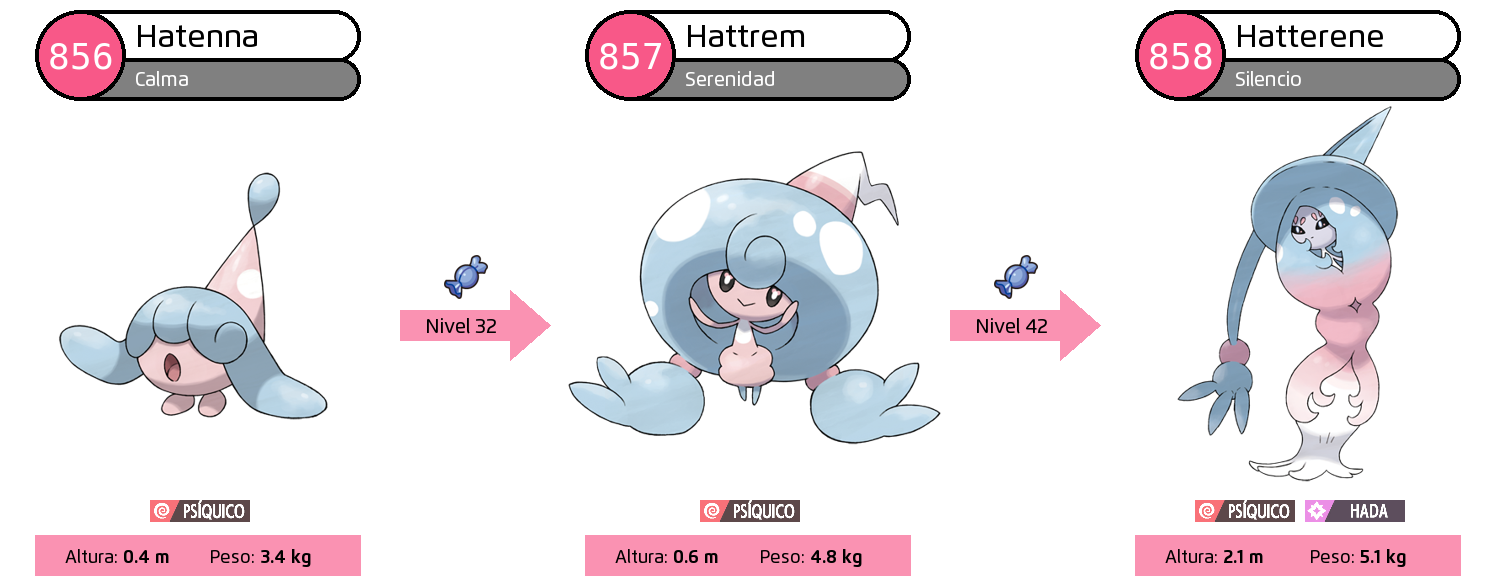 856
Hatenna
Calma
857
Hattrem
Serenidad
858
Hatterene
Silencio
Nivel 32
Nivel 42
PSÍQUICO
PSÍQUICO
PSÍQUICO HADA
Altura: 0.4 m Peso: 3.4 kg
Altura: 0.6 m Peso: 4.8 kg
Altura: 2.1 m Peso: 5.1 kg